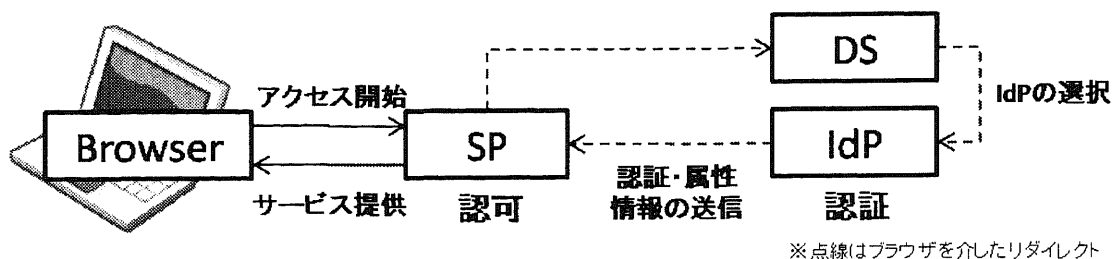 DS
アクセス開始
IdPの選択
Browser
SP
IdP
サービス提供
認可
認証・属性
情報の送信
認証
※点線はブラウザを介したリダイレクト